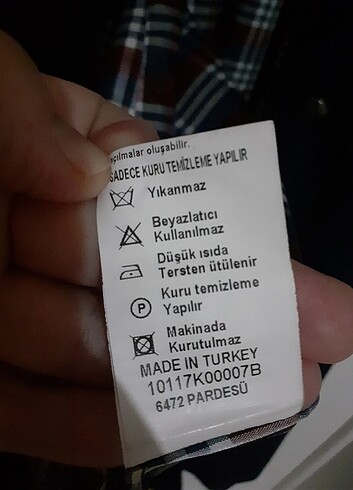 açılmalar oluşabilir.
SADECE KURU TEMİZLEME YAPILIR
Yıkanmaz
Beyazlatıcı
Kullanılmaz
Düşük ısıda
Tersten ütülenir
P
Kuru temizleme
Yapılır
Makinada
Kurutulmaz
MADE IN TURKEY
10117K00007B
6472 PARDESÜ